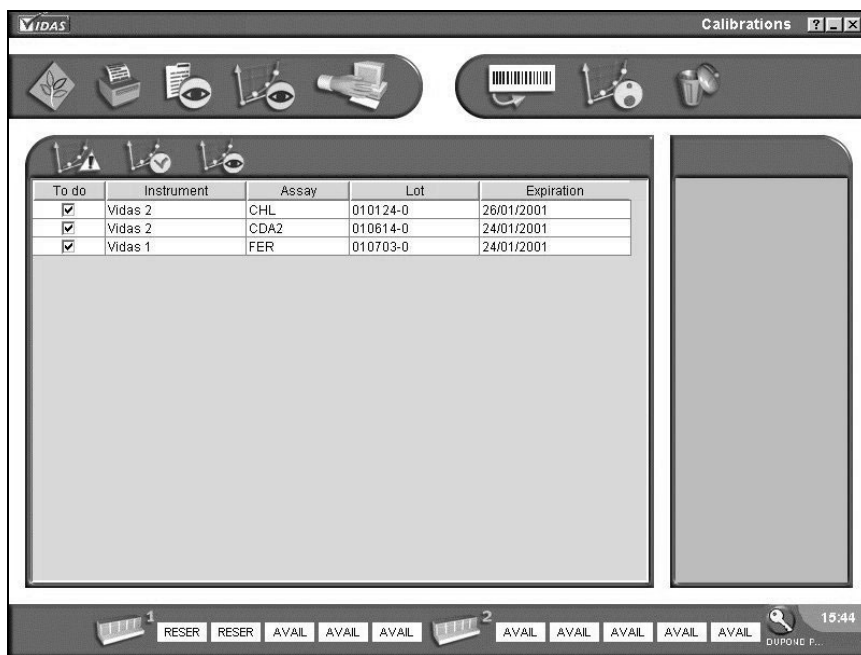 VIDAS Calibrations ? _ X
To do Instrument Assay Lot Expiration
Vidas 2 CHL 010124-0 26/01/2001
Vidas 2 CDA2 010614-0 24/01/2001
Vidas 1 FER 010703-0 24/01/2001
1 RESER RESER AVAIL AVAIL AVAIL 2 AVAIL AVAIL AVAIL AVAIL AVAIL 15:44
DUPOND P...